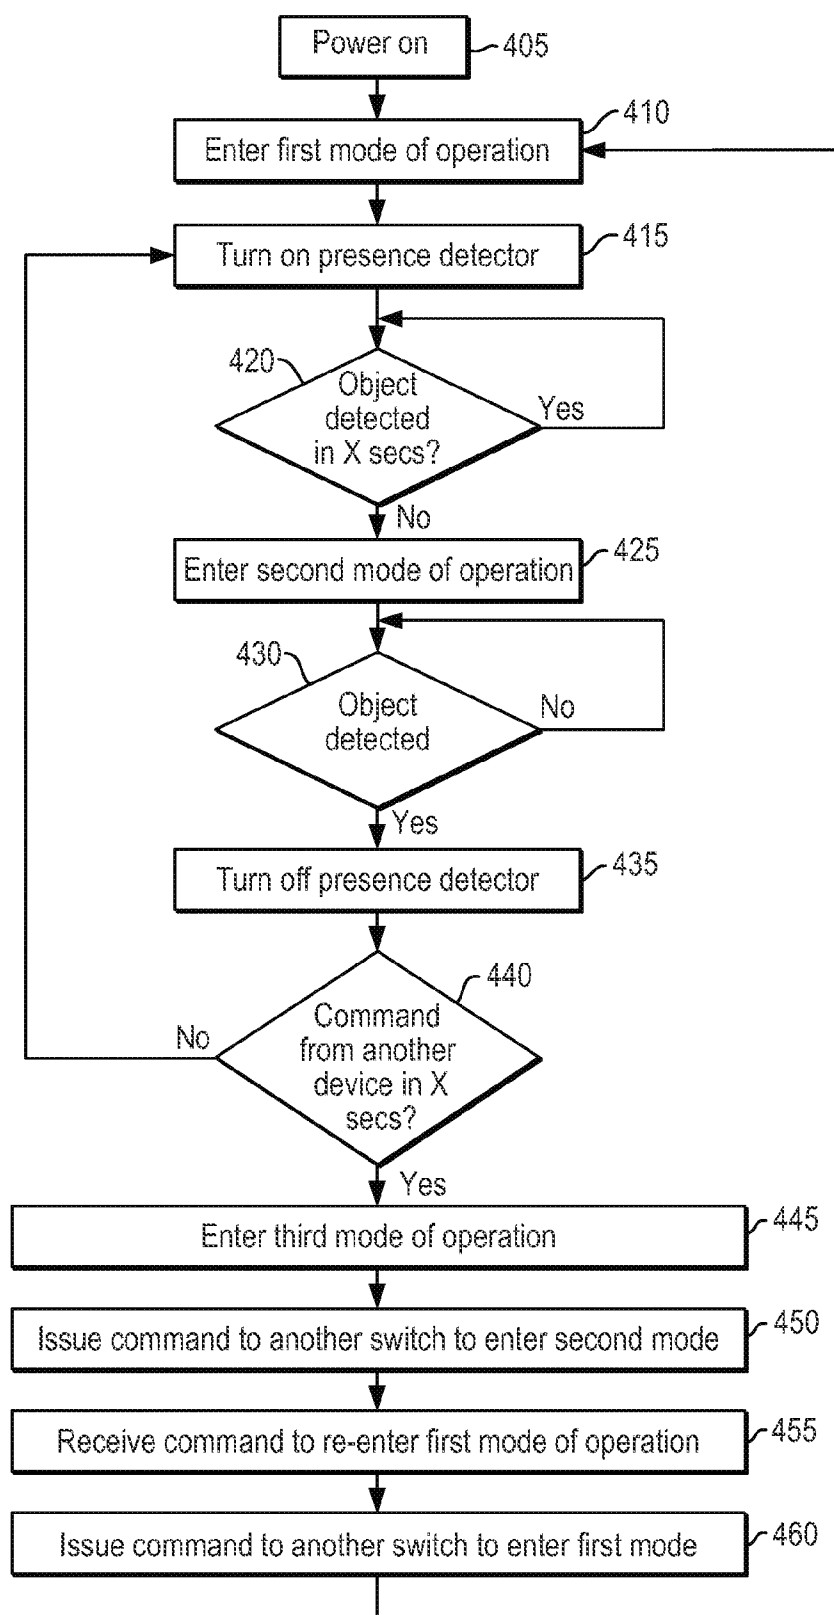 Power on
405
410
Enter first mode of operation
415
Turn on presence detector
420
Object
detected
in X secs?
Yes
No
425
Enter second mode of operation
430
Object
detected
No
Yes
435
Turn off presence detector
440
Command
from another
device in X
secs?
No
Yes
445
Enter third mode of operation
450
Issue command to another switch to enter second mode
455
Receive command to re-enter first mode of operation
460
Issue command to another switch to enter first mode